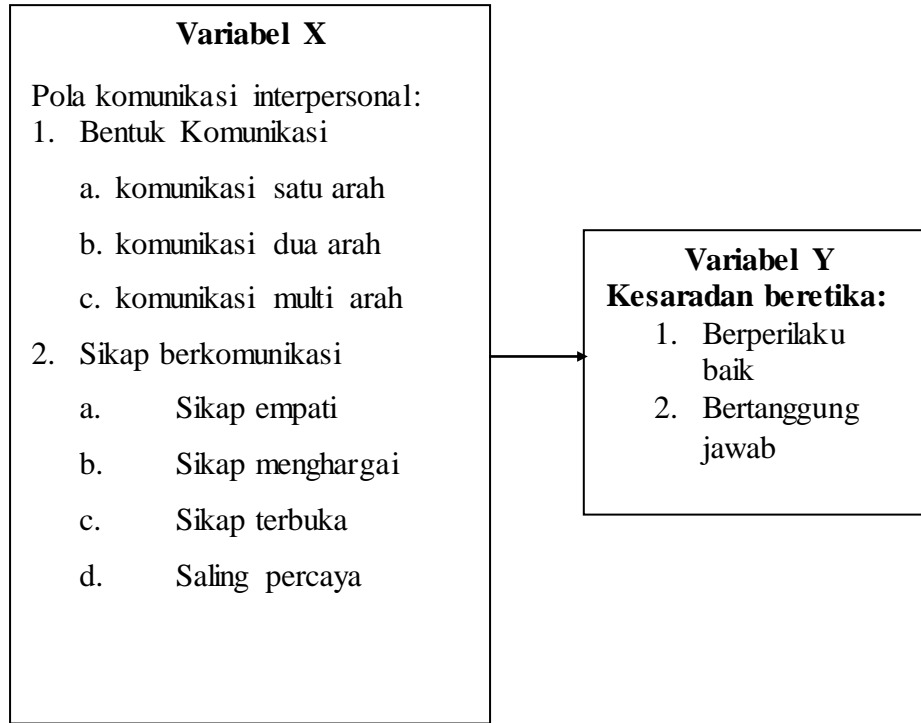 Variabel X
Pola komunikasi interpersonal:
1. Bentuk Komunikasi
a. komunikasi satu arah
b. komunikasi dua arah
c. komunikasi multi arah
2. Sikap berkomunikasi
a. Sikap empati
b. Sikap menghargai
c. Sikap terbuka
d. Saling percaya
Variabel Y
Kesaradan beretika:
1. Berperilaku
baik
2. Bertanggung
jawab